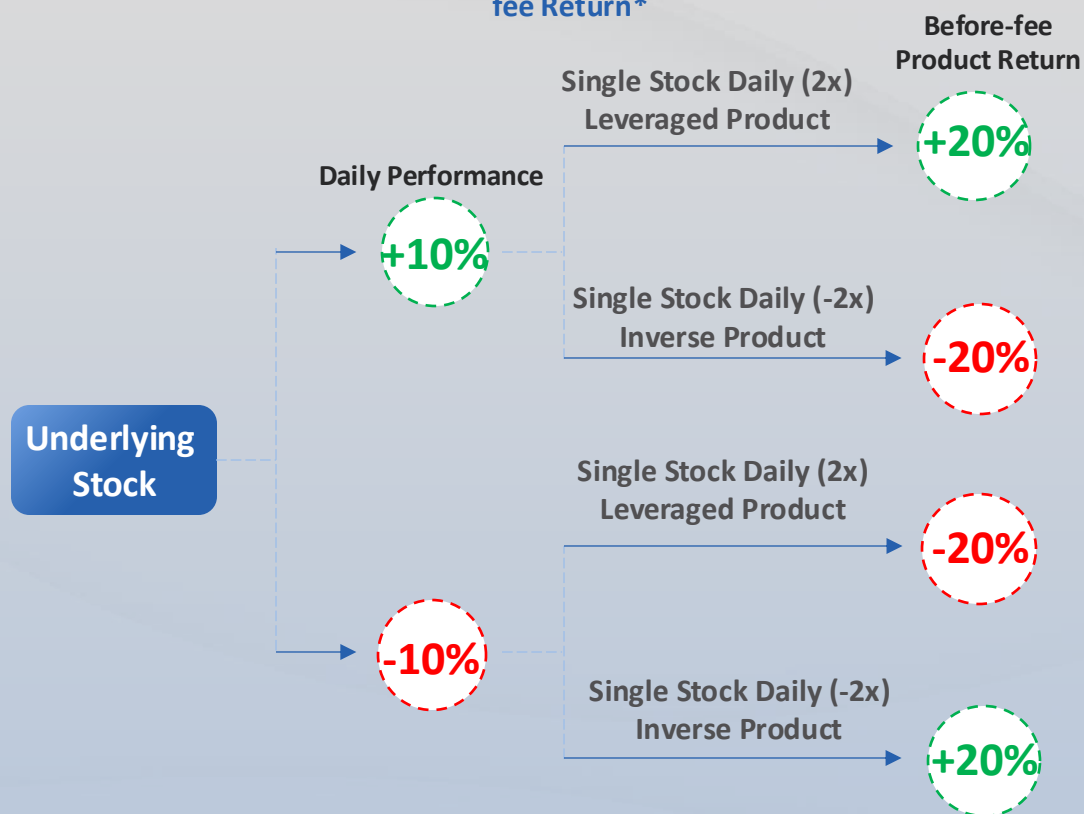 fee Return*
Before-fee
Product Return
Single Stock Daily (2x)
Leveraged Product
+20%
Daily Performance
+10%
Single Stock Daily (-2x)
Inverse Product
-20%
Underlying
Stock
Single Stock Daily (2x)
Leveraged Product
-20%
-10%
Single Stock Daily (-2x)
Inverse Product
+20%